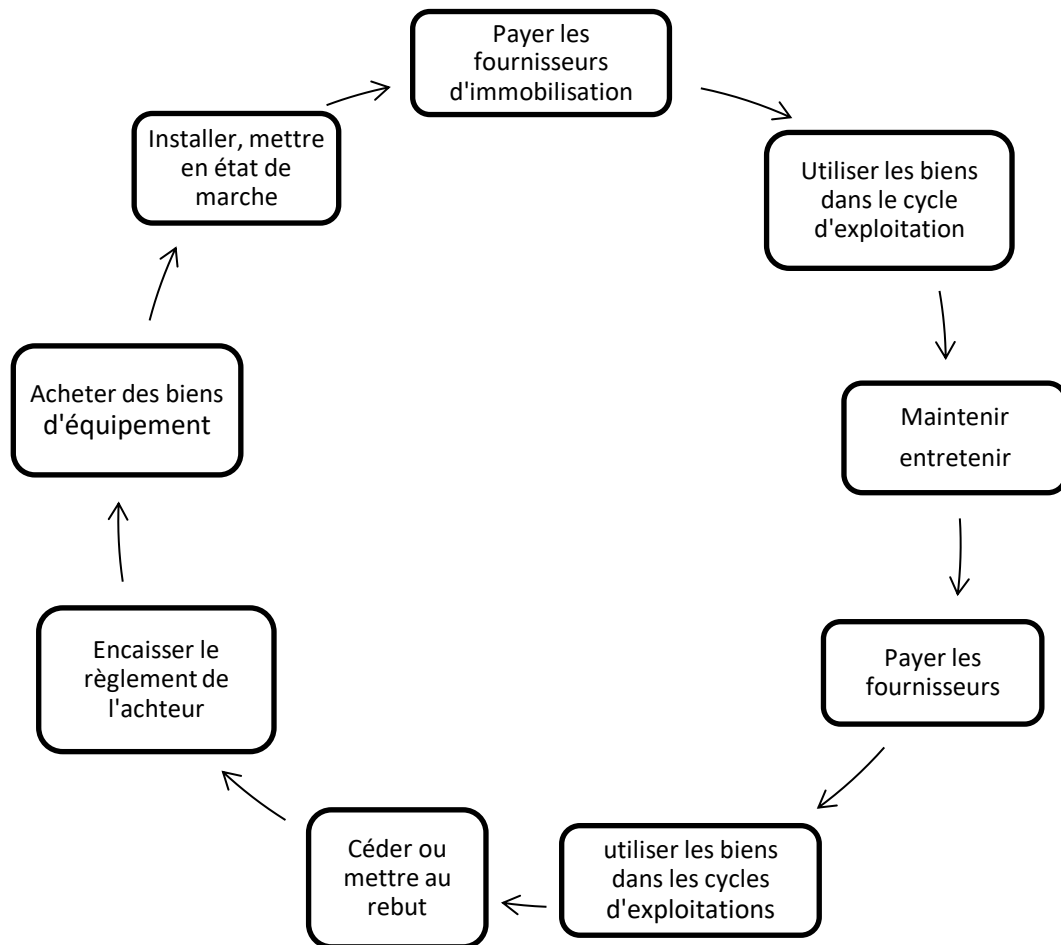 Payer les
fournisseurs
d'immobilisation
Installer, mettre
en état de
marche
Utiliser les biens
dans le cycle
d'exploitation
Acheter des biens
d'équipement
Maintenir
entretenir
Encaisser le
règlement de
l'achteur
Payer les
fournisseurs
Céder ou
mettre au
rebut
utiliser les biens
dans les cycles
d'exploitations